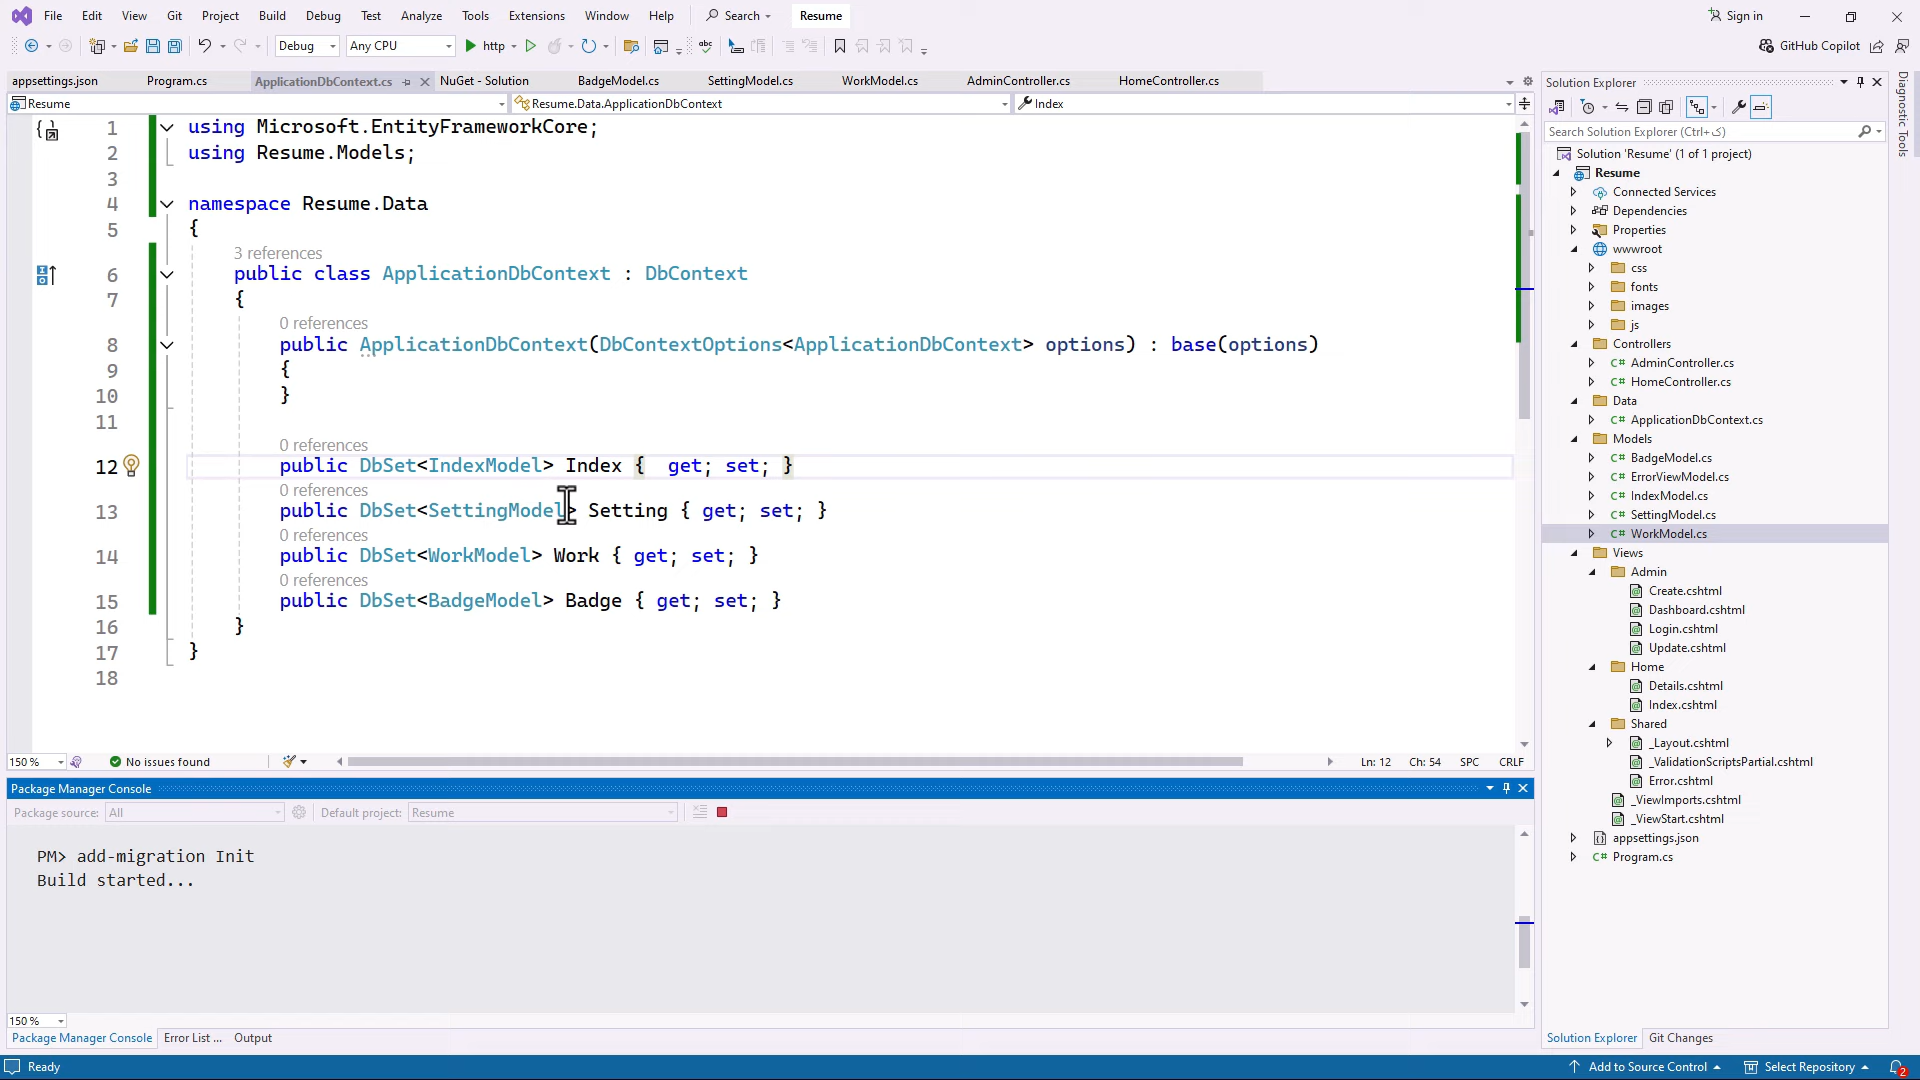 File Edit View Git Project Build Debug Test Analyze Tools Extensions Window Help Search Resume Sign in
Debug Any CPU http GitHub Copilot
appsettings.json Program.cs ApplicationDbContext.cs NuGet - Solution BadgeModel.cs SettingModel.cs WorkModel.cs AdminController.cs HomeController.cs
Resume Resume.Data.ApplicationDbContext Index
1 using Microsoft.EntityFrameworkCore;
2 using Resume.Models;
3
4 namespace Resume.Data
5 {
3 references
6 public class ApplicationDbContext : DbContext
7 {
0 references
8 public ApplicationDbContext(DbContextOptions<ApplicationDbContext> options) : base(options)
9 {
10 }
11
0 references
12 public DbSet<IndexModel> Index {  get; set; }
0 references
13 public DbSet<SettingModel> Setting { get; set; }
0 references
14 public DbSet<WorkModel> Work { get; set; }
0 references
15 public DbSet<BadgeModel> Badge { get; set; }
16 }
17 }
18
150 % No issues found Ln: 12 Ch: 54 SPC CRLF
Package Manager Console
Package source: All Default project: Resume
PM> add-migration Init
Build started...
150 %
Package Manager Console Error List ... Output
Solution Explorer
Search Solution Explorer (Ctrl+ک)
Solution 'Resume' (1 of 1 project)
Resume
Connected Services
Dependencies
Properties
wwwroot
css
fonts
images
js
Controllers
C# AdminController.cs
C# HomeController.cs
Data
C# ApplicationDbContext.cs
Models
C# BadgeModel.cs
C# ErrorViewModel.cs
C# IndexModel.cs
C# SettingModel.cs
C# WorkModel.cs
Views
Admin
Create.cshtml
Dashboard.cshtml
Login.cshtml
Update.cshtml
Home
Details.cshtml
Index.cshtml
Shared
_Layout.cshtml
_ValidationScriptsPartial.cshtml
Error.cshtml
_ViewImports.cshtml
_ViewStart.cshtml
appsettings.json
C# Program.cs
Solution Explorer Git Changes
Diagnostic Tools
Ready Add to Source Control Select Repository 2